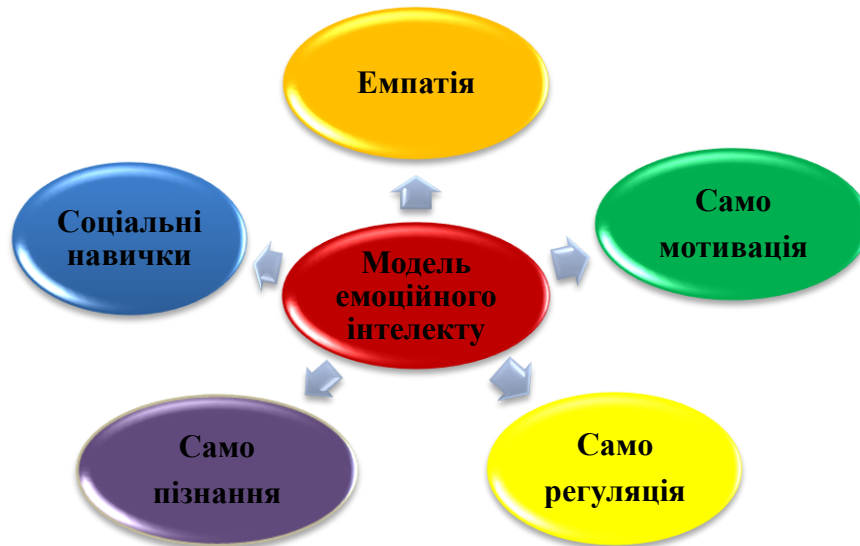 Емпатія
Соціальні
навички
Само
мотивація
Модель
емоційного
інтелекту
Само
пізнання
Само
регуляція